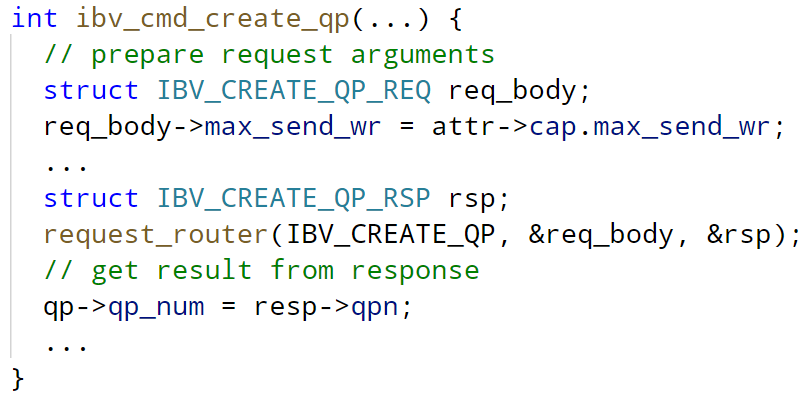 int ibv_cmd_create_qp(...) {
// prepare request arguments
struct IBV_CREATE_QP_REQ req_body;
req_body->max_send_wr = attr->cap.max_send_wr;
...
struct IBV_CREATE_QP_RSP rsp;
request_router(IBV_CREATE_QP, &req_body, &rsp);
// get result from response
qp->qp_num = resp->qpn;
...
}